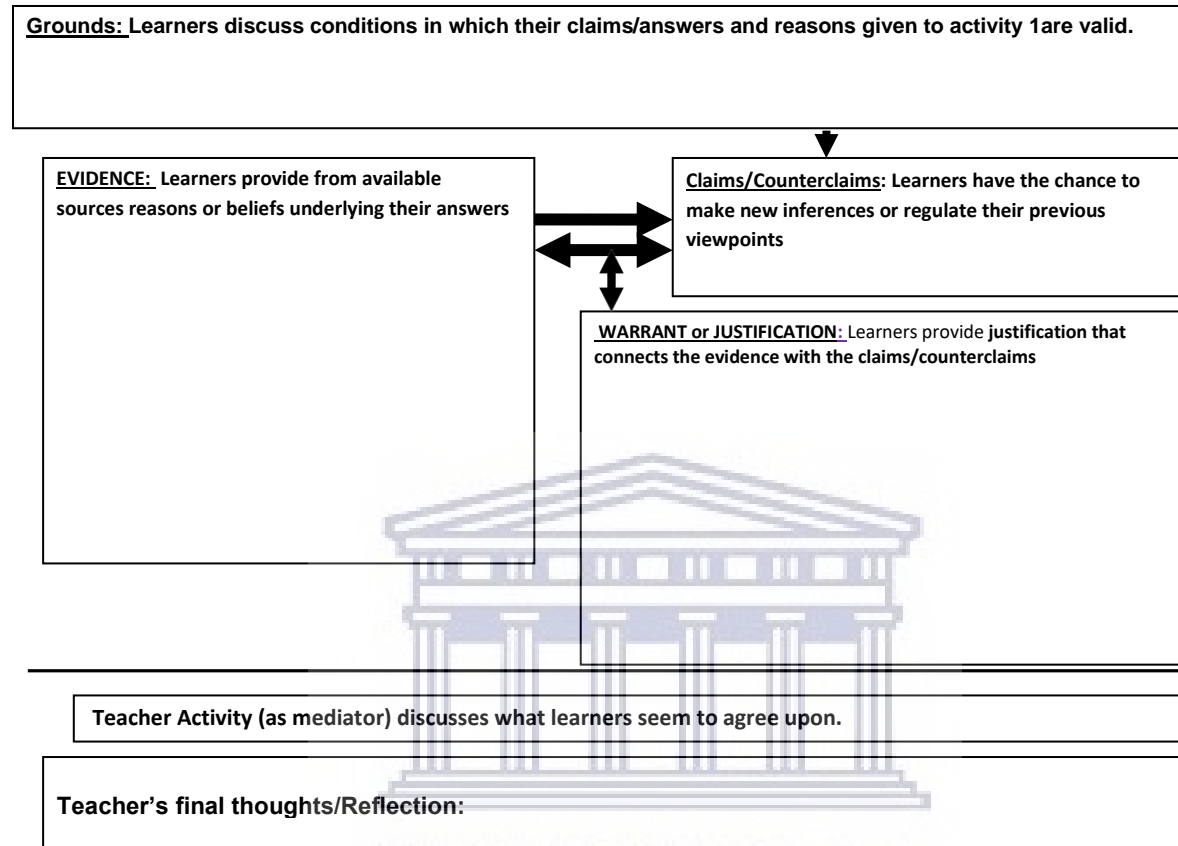 Grounds: Learners discuss conditions in which their claims/answers and reasons given to activity 1are valid.
EVIDENCE: Learners provide from available
sources reasons or beliefs underlying their answers
Claims/Counterclaims: Learners have the chance to
make new inferences or regulate their previous
viewpoints
WARRANT or JUSTIFICATION: Learners provide justification that
connects the evidence with the claims/counterclaims
Teacher Activity (as mediator) discusses what learners seem to agree upon.
Teacher’s final thoughts/Reflection: